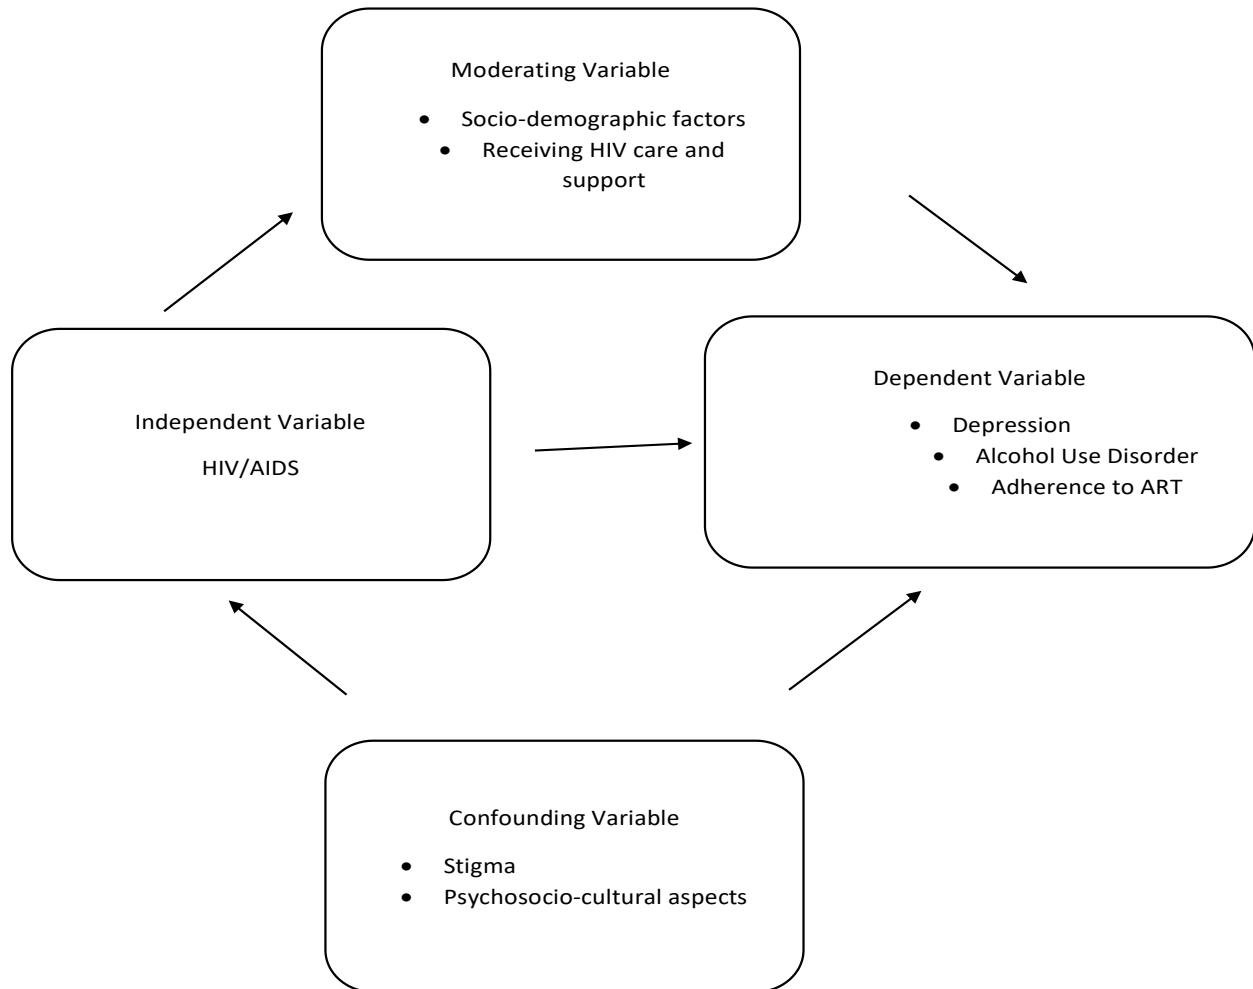 Moderating Variable
• Socio-demographic factors
• Receiving HIV care and
support
Independent Variable
HIV/AIDS
Dependent Variable
• Depression
• Alcohol Use Disorder
• Adherence to ART
Confounding Variable
• Stigma
• Psychosocio-cultural aspects